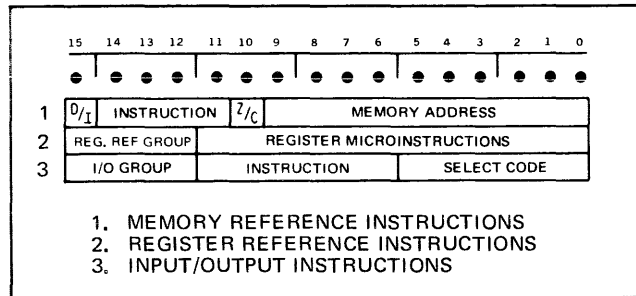 15 14 13 12 11 10 9 8 7 6 5 4 3 2 1 0
1 D/I INSTRUCTION Z/C MEMORY ADDRESS
2 REG. REF GROUP REGISTER MICROINSTRUCTIONS
3 I/O GROUP INSTRUCTION SELECT CODE
1. MEMORY REFERENCE INSTRUCTIONS
2. REGISTER REFERENCE INSTRUCTIONS
3. INPUT/OUTPUT INSTRUCTIONS